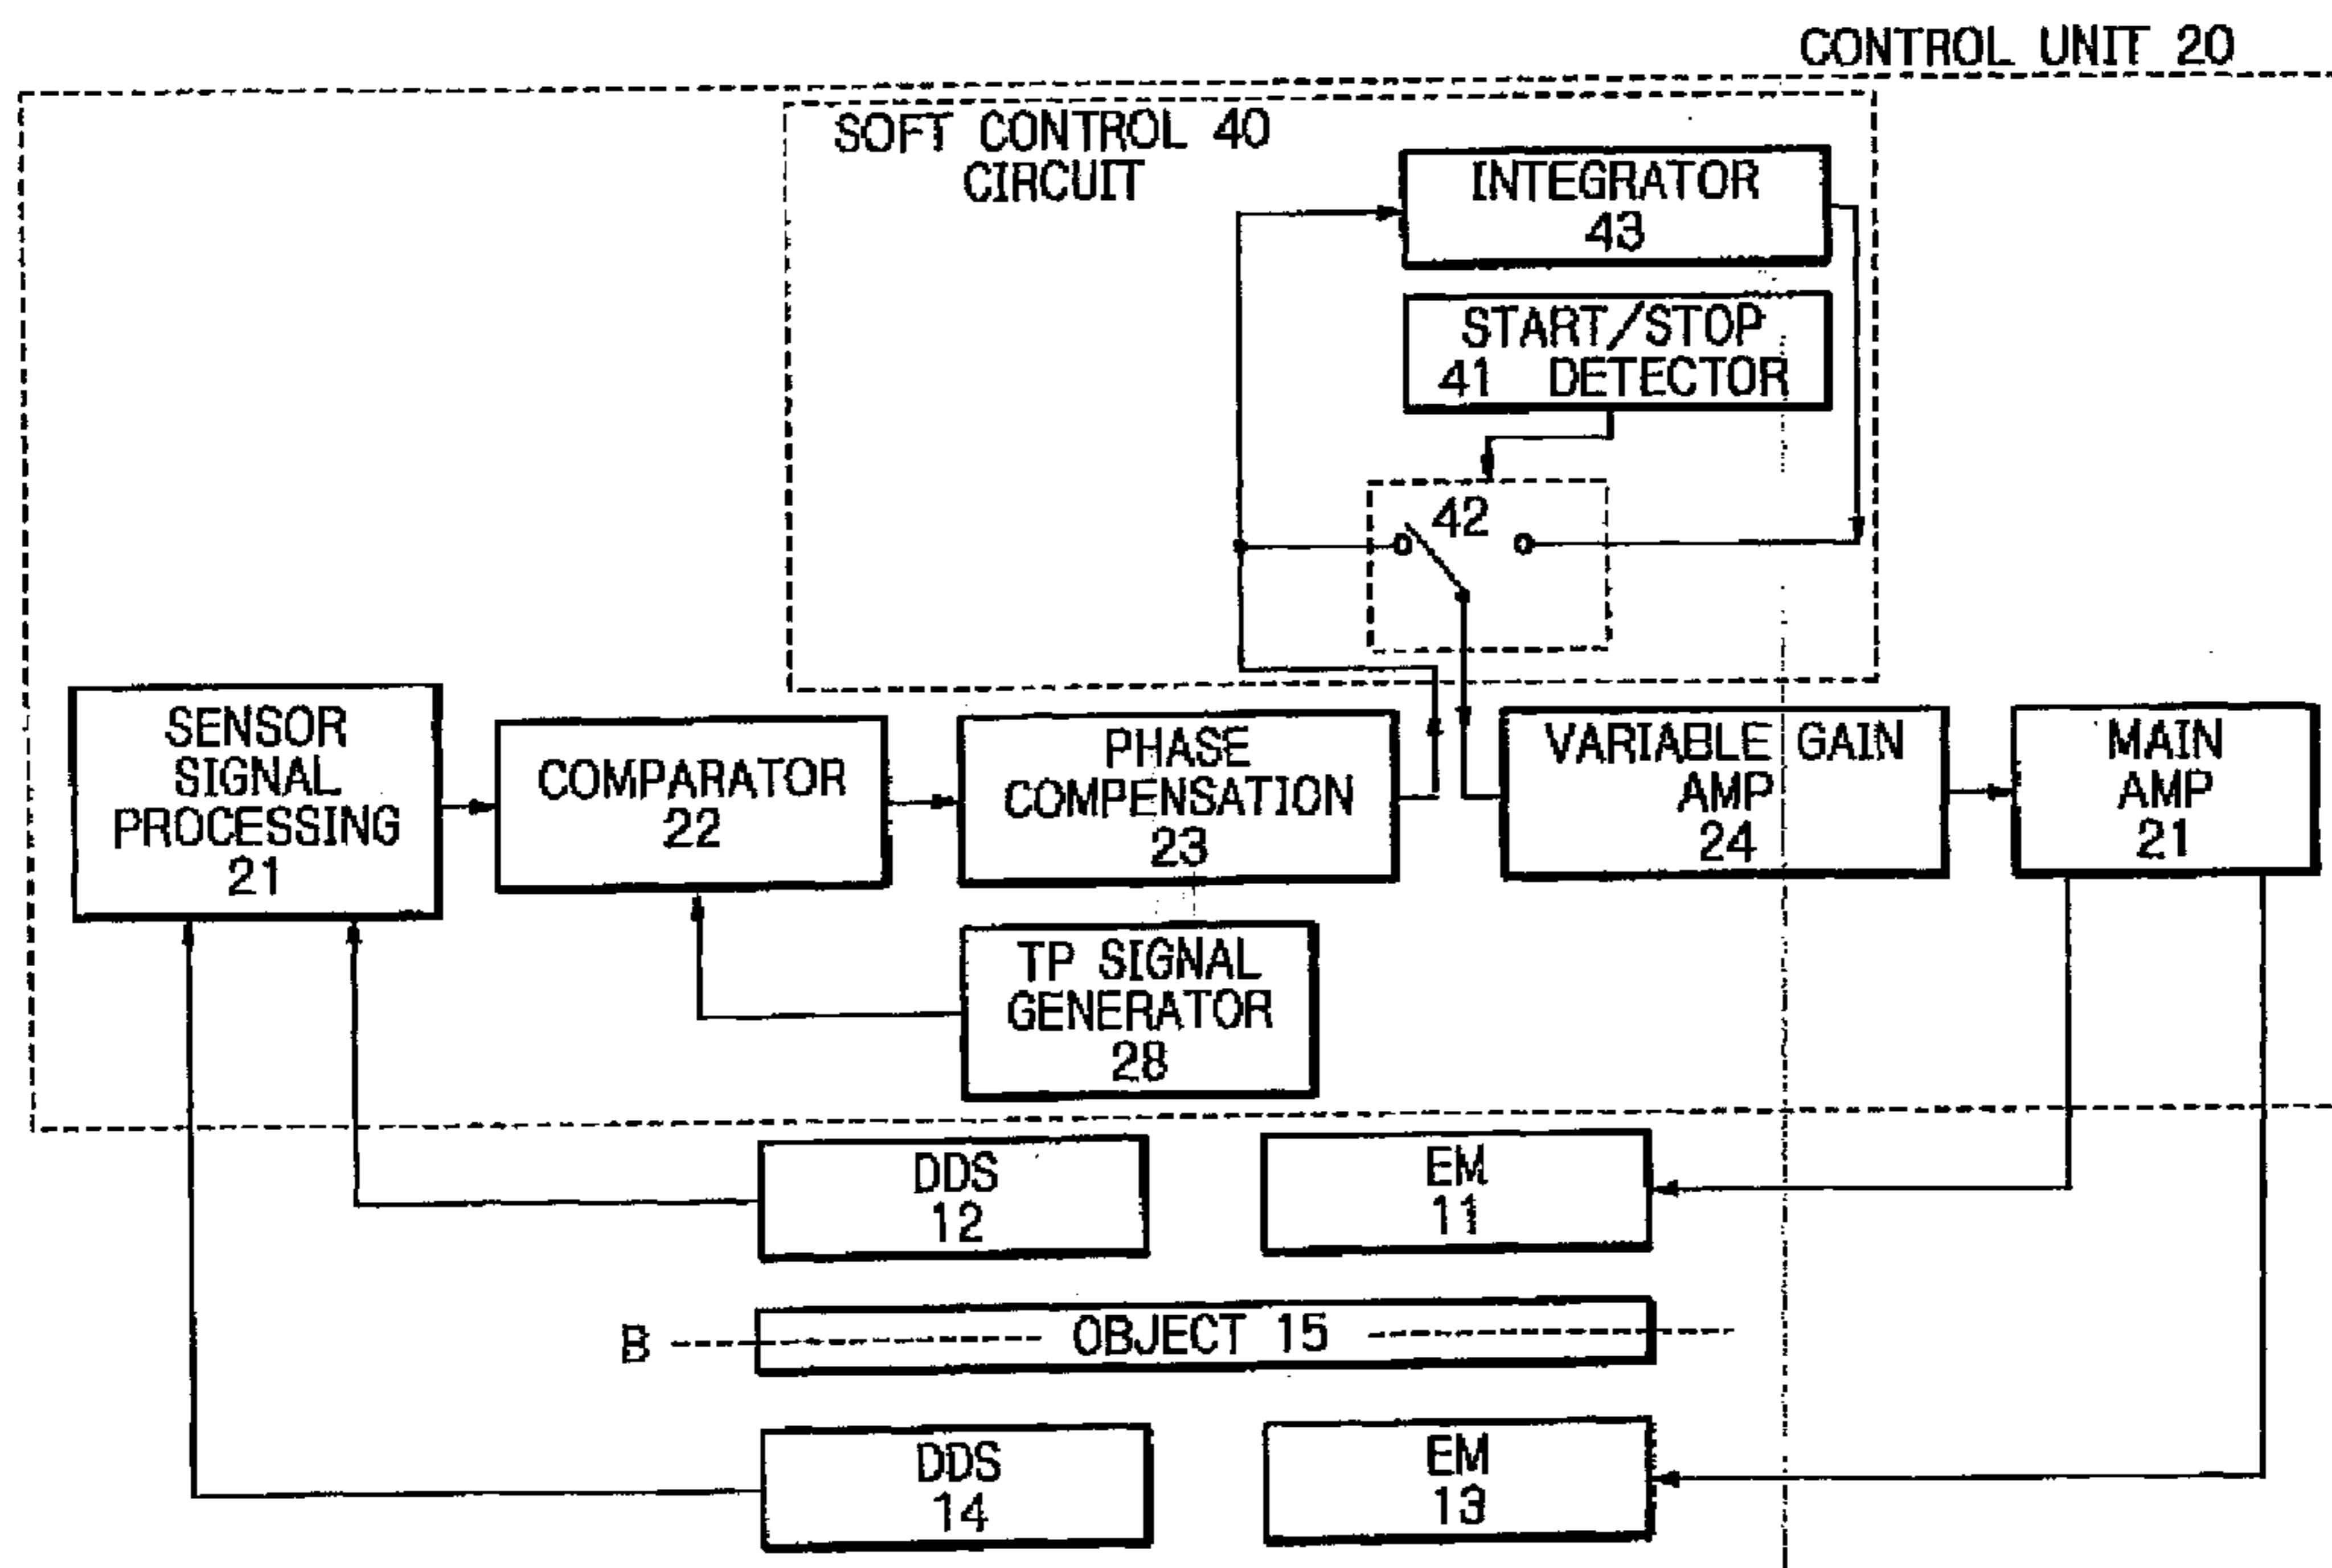 CONTROL UNIT 20
SOFT CONTROL 40
CIRCUIT
INTEGRATOR
43
START/STOP
41 DETECTOR
42
SENSOR
SIGNAL
PROCESSING
21
COMPARATOR
22
PHASE
COMPENSATION
23
VARIABLE GAIN
AMP
24
MAIN
AMP
21
TP SIGNAL
GENERATOR
28
DDS
12
EM
11
B
OBJECT 15
DDS
14
EM
13